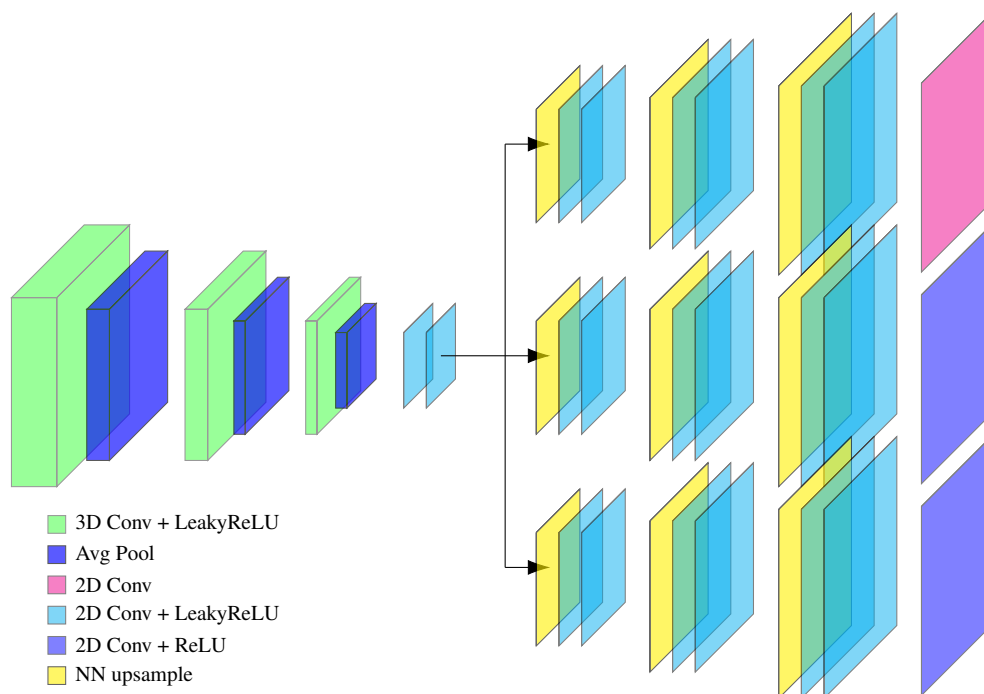 3D Conv + LeakyReLU
Avg Pool
2D Conv
2D Conv + LeakyReLU
2D Conv + ReLU
NN upsample